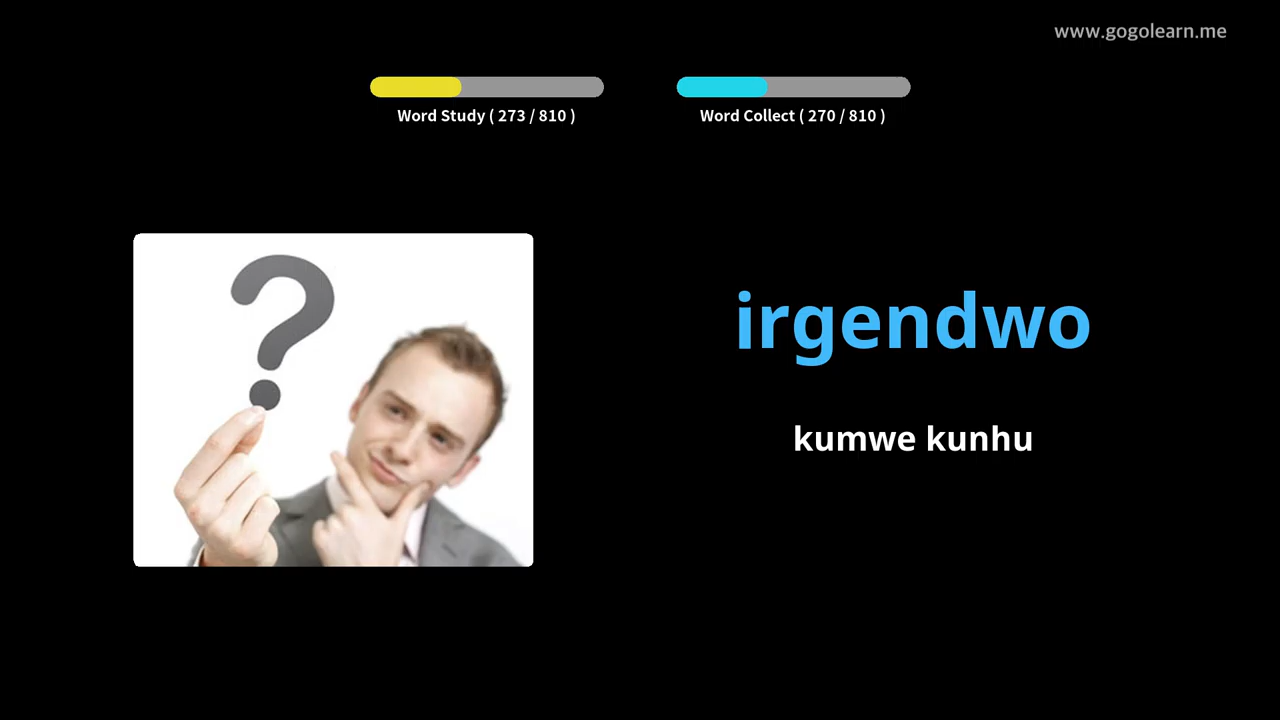 www.gogolearn.me
Word Study ( 273 / 810 )
Word Collect ( 270 / 810 )
?
irgendwo
kumwe kunhu